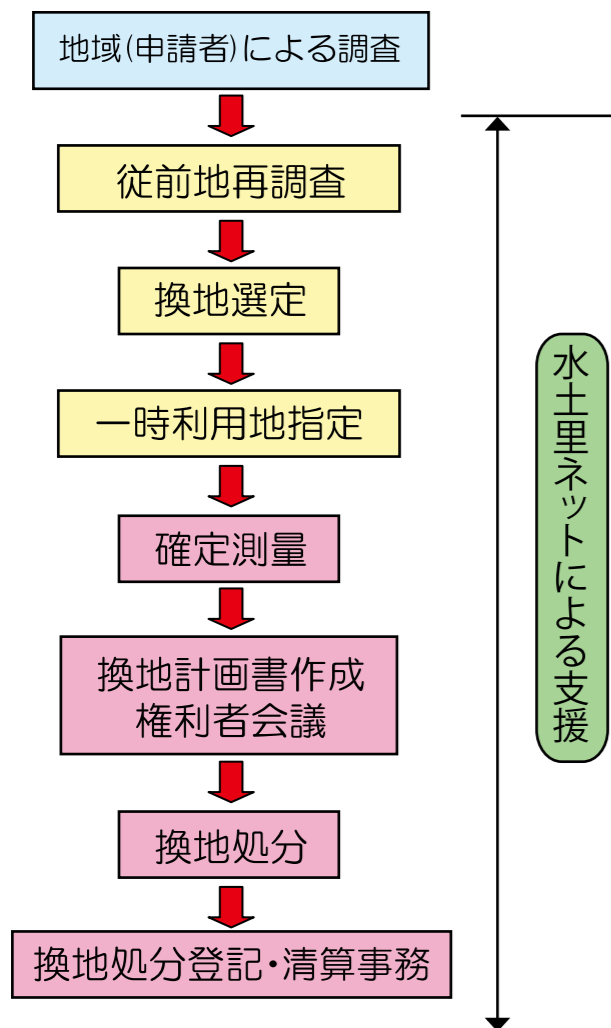 地域(申請者)による調査
従前地再調査
換地選定
一時利用地指定
確定測量
換地計画書作成
権利者会議
換地処分
換地処分登記・清算事務
水土里ネットによる支援